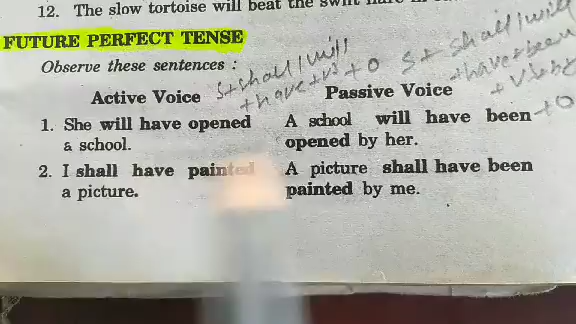 12. The slow tortoise will beat the swift hare in
FUTURE PERFECT TENSE
Observe these sentences :
S+shall/will
+have+v³+O
S+shall/will
+have+been
+V³+by
+O
Active Voice
Passive Voice
1. She will have opened a school.
A school will have been opened by her.
2. I shall have painted a picture.
A picture shall have been painted by me.